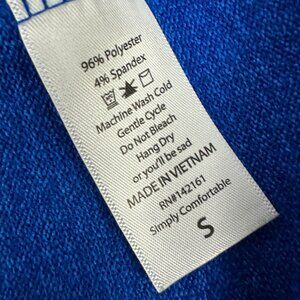 96% Polyester
4% Spandex
Machine Wash Cold
Gentle Cycle
Do Not Bleach
Hang Dry
or you'll be sad
MADE IN VIETNAM
RN#142161
Simply Comfortable
S